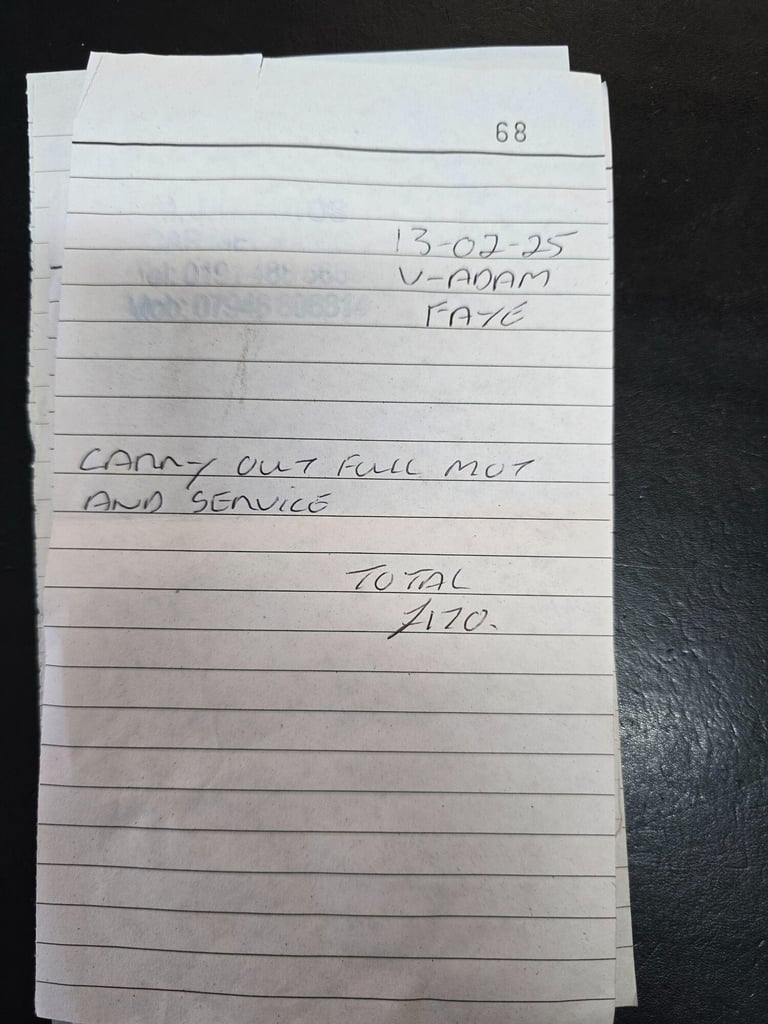 68
13-02-25
V-ADAM
FAYE
CARRY OUT FULL MOT
AND SERVICE
TOTAL
£170.